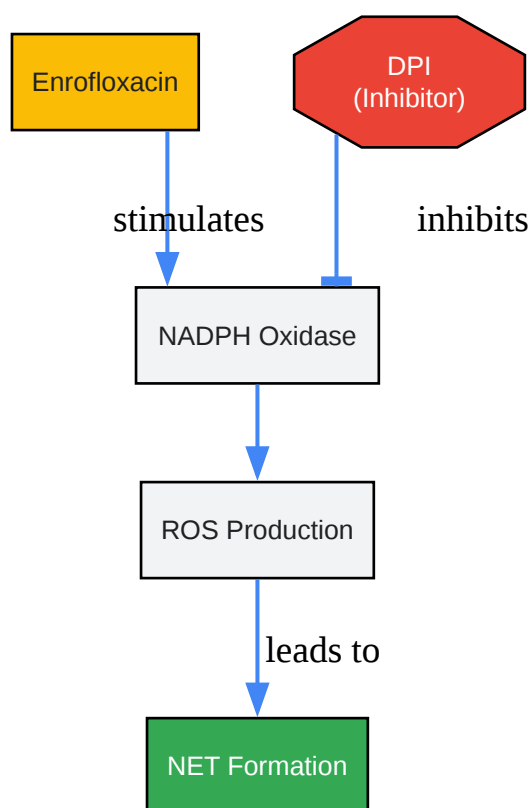 Enrofloxacin
DPI
(Inhibitor)
stimulates
inhibits
NADPH Oxidase
ROS Production
leads to
NET Formation